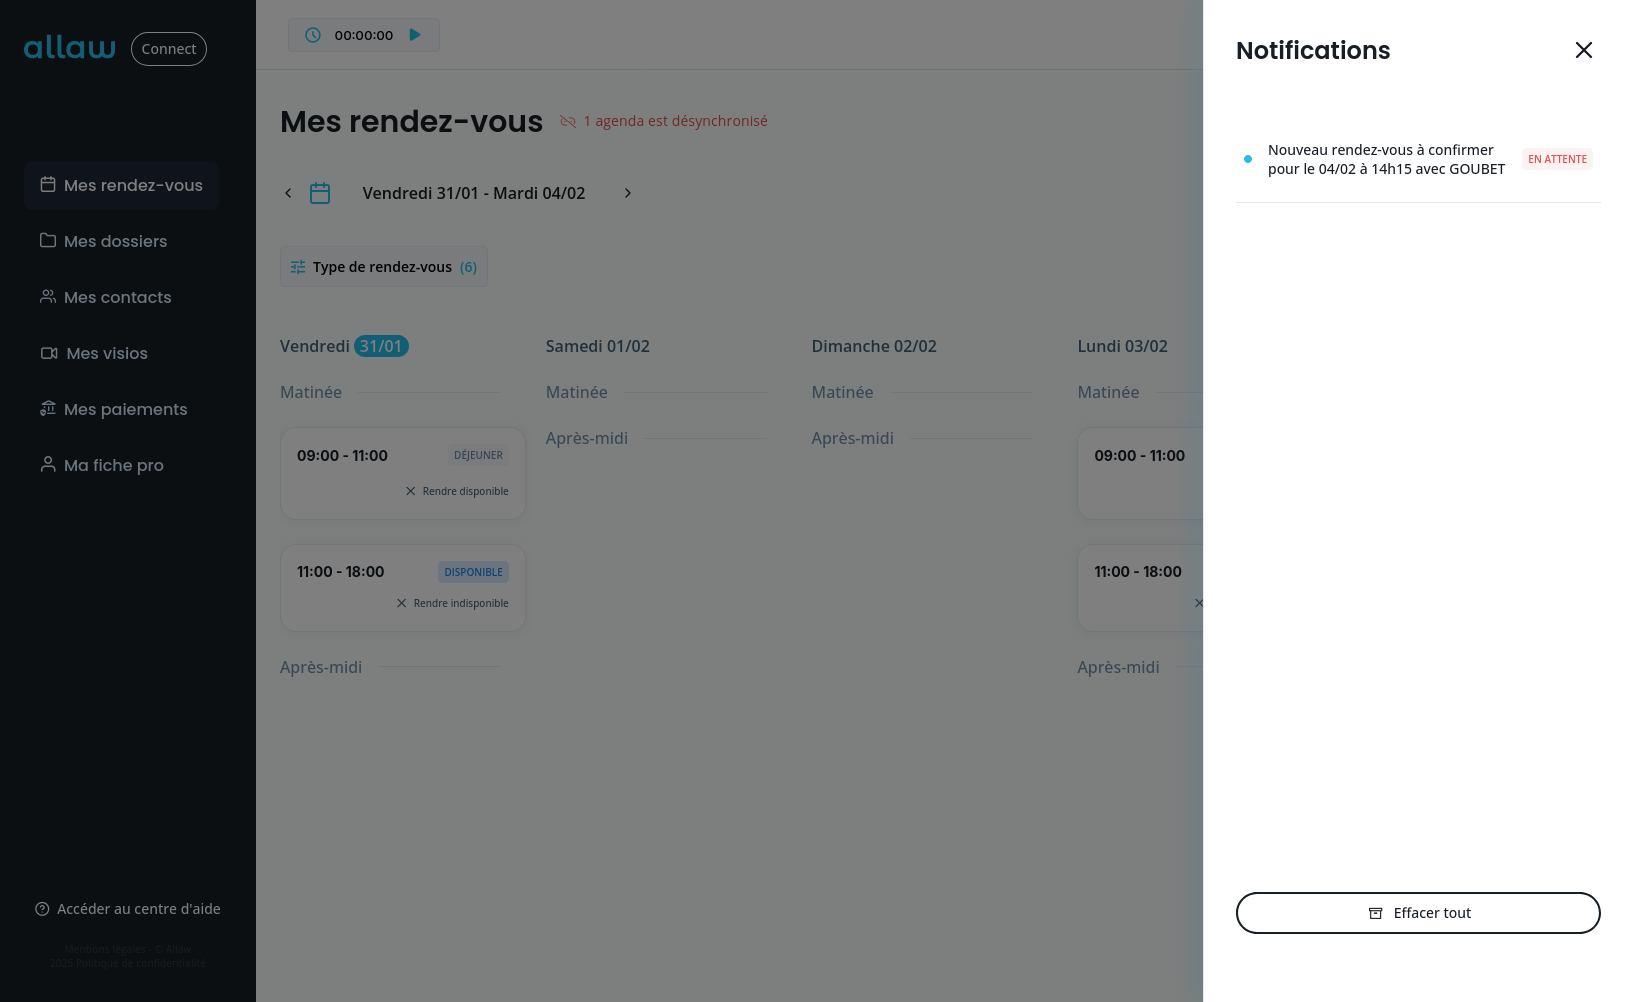 allaw
Connect
Mes rendez-vous
Mes dossiers
Mes contacts
Mes visios
Mes paiements
Ma fiche pro
Accéder au centre d'aide
Mentions légales - © Allaw
2025 Politique de confidentialité
00:00:00
Mes rendez-vous
1 agenda est désynchronisé
Vendredi 31/01 - Mardi 04/02
Type de rendez-vous (6)
Vendredi 31/01
Matinée
09:00 - 11:00
DÉJEUNER
Rendre disponible
11:00 - 18:00
DISPONIBLE
Rendre indisponible
Après-midi
Samedi 01/02
Matinée
Après-midi
Dimanche 02/02
Matinée
Après-midi
Lundi 03/02
Matinée
09:00 - 11:00
11:00 - 18:00
Après-midi
Notifications
Nouveau rendez-vous à confirmer
pour le 04/02 à 14h15 avec GOUBET
EN ATTENTE
Effacer tout